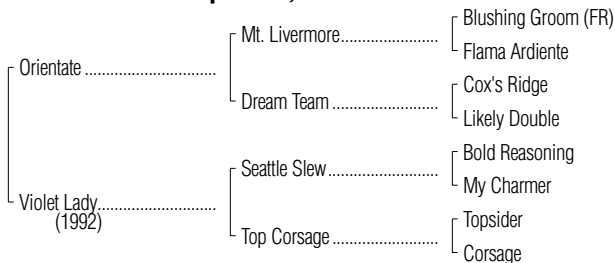 Orientate
Violet Lady
(1992)
Mt. Livermore
Dream Team
Seattle Slew
Top Corsage
Blushing Groom (FR)
Flama Ardiente
Cox's Ridge
Likely Double
Bold Reasoning
My Charmer
Topsider
Corsage